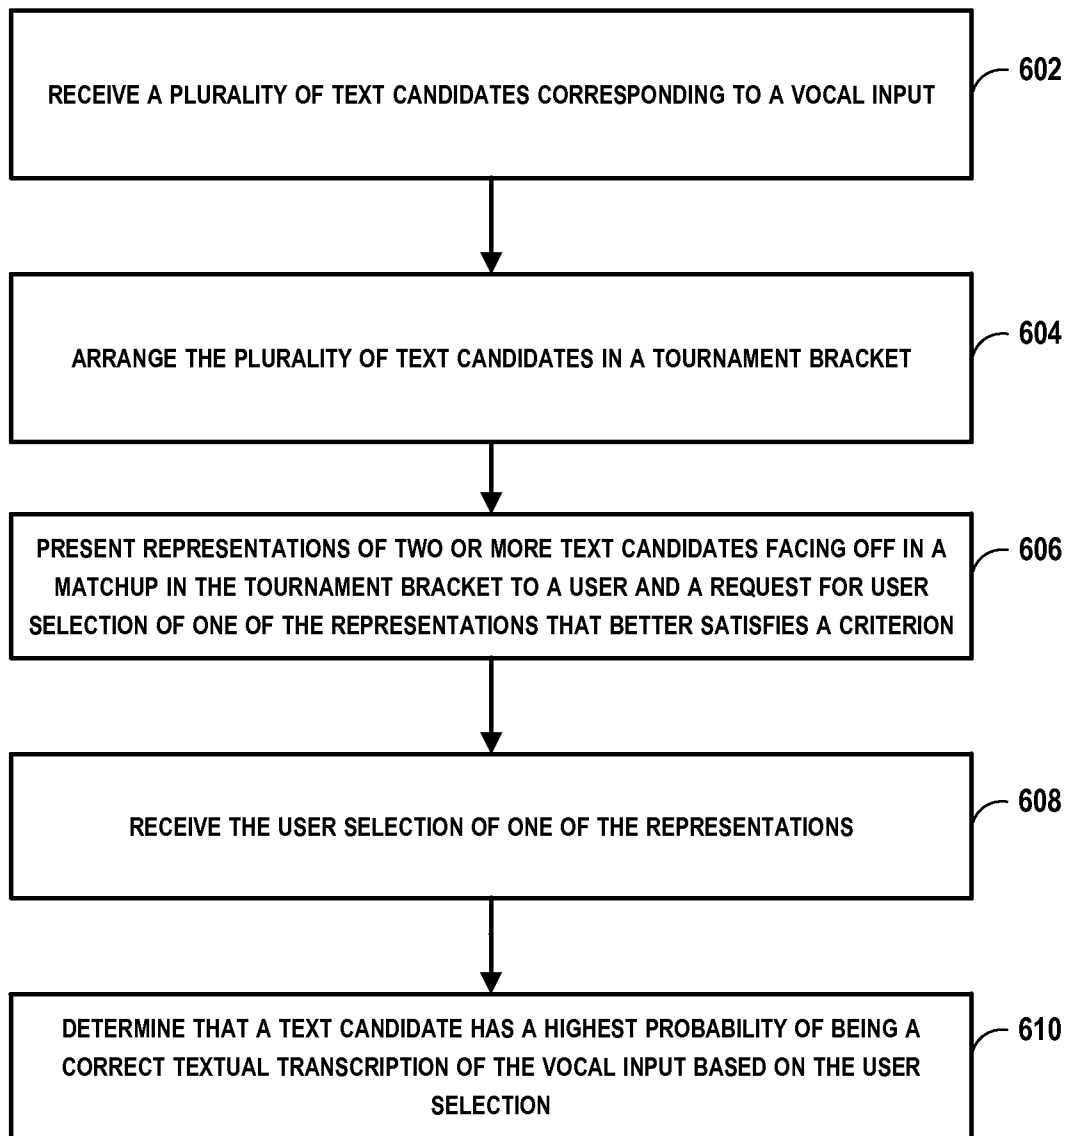 RECEIVE A PLURALITY OF TEXT CANDIDATES CORRESPONDING TO A VOCAL INPUT
602
ARRANGE THE PLURALITY OF TEXT CANDIDATES IN A TOURNAMENT BRACKET
604
PRESENT REPRESENTATIONS OF TWO OR MORE TEXT CANDIDATES FACING OFF IN A
MATCHUP IN THE TOURNAMENT BRACKET TO A USER AND A REQUEST FOR USER
SELECTION OF ONE OF THE REPRESENTATIONS THAT BETTER SATISFIES A CRITERION
606
RECEIVE THE USER SELECTION OF ONE OF THE REPRESENTATIONS
608
DETERMINE THAT A TEXT CANDIDATE HAS A HIGHEST PROBABILITY OF BEING A
CORRECT TEXTUAL TRANSCRIPTION OF THE VOCAL INPUT BASED ON THE USER
SELECTION
610